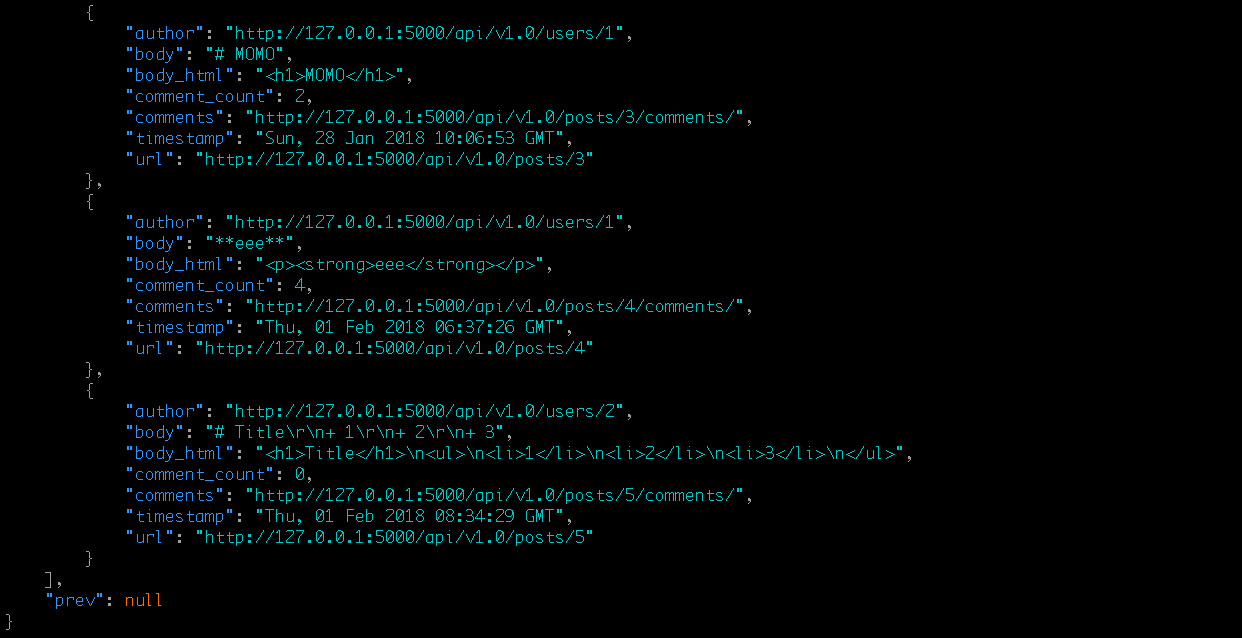 {
"author": "http://127.0.0.1:5000/api/v1.0/users/1",
"body": "# MOMO",
"body_html": "<h1>MOMO</h1>",
"comment_count": 2,
"comments": "http://127.0.0.1:5000/api/v1.0/posts/3/comments/",
"timestamp": "Sun, 28 Jan 2018 10:06:53 GMT",
"url": "http://127.0.0.1:5000/api/v1.0/posts/3"
},
{
"author": "http://127.0.0.1:5000/api/v1.0/users/1",
"body": "**eee**",
"body_html": "<p><strong>eee</strong></p>",
"comment_count": 4,
"comments": "http://127.0.0.1:5000/api/v1.0/posts/4/comments/",
"timestamp": "Thu, 01 Feb 2018 06:37:26 GMT",
"url": "http://127.0.0.1:5000/api/v1.0/posts/4"
},
{
"author": "http://127.0.0.1:5000/api/v1.0/users/2",
"body": "# Title\r\n+ 1\r\n+ 2\r\n+ 3",
"body_html": "<h1>Title</h1>\n<ul>\n<li>1</li>\n<li>2</li>\n<li>3</li>\n</ul>",
"comment_count": 0,
"comments": "http://127.0.0.1:5000/api/v1.0/posts/5/comments/",
"timestamp": "Thu, 01 Feb 2018 08:34:29 GMT",
"url": "http://127.0.0.1:5000/api/v1.0/posts/5"
}
],
"prev": null
}